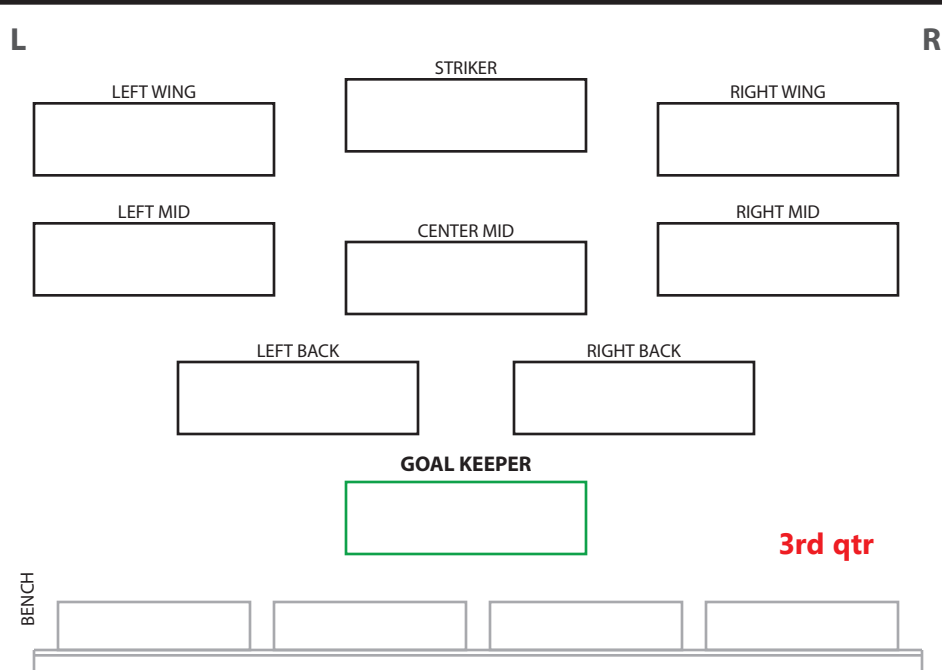 L
R
STRIKER
LEFT WING
RIGHT WING
LEFT MID
RIGHT MID
CENTER MID
LEFT BACK
RIGHT BACK
GOAL KEEPER
3rd qtr
BENCH